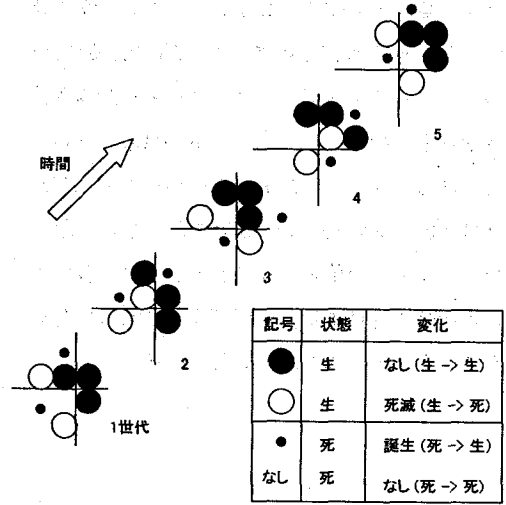 5
時間
4
3
2
1世代
記号 状態 変化
生 なし(生 -> 生)
生 死滅(生 -> 死)
死 誕生(死 -> 生)
なし 死 なし(死 -> 死)